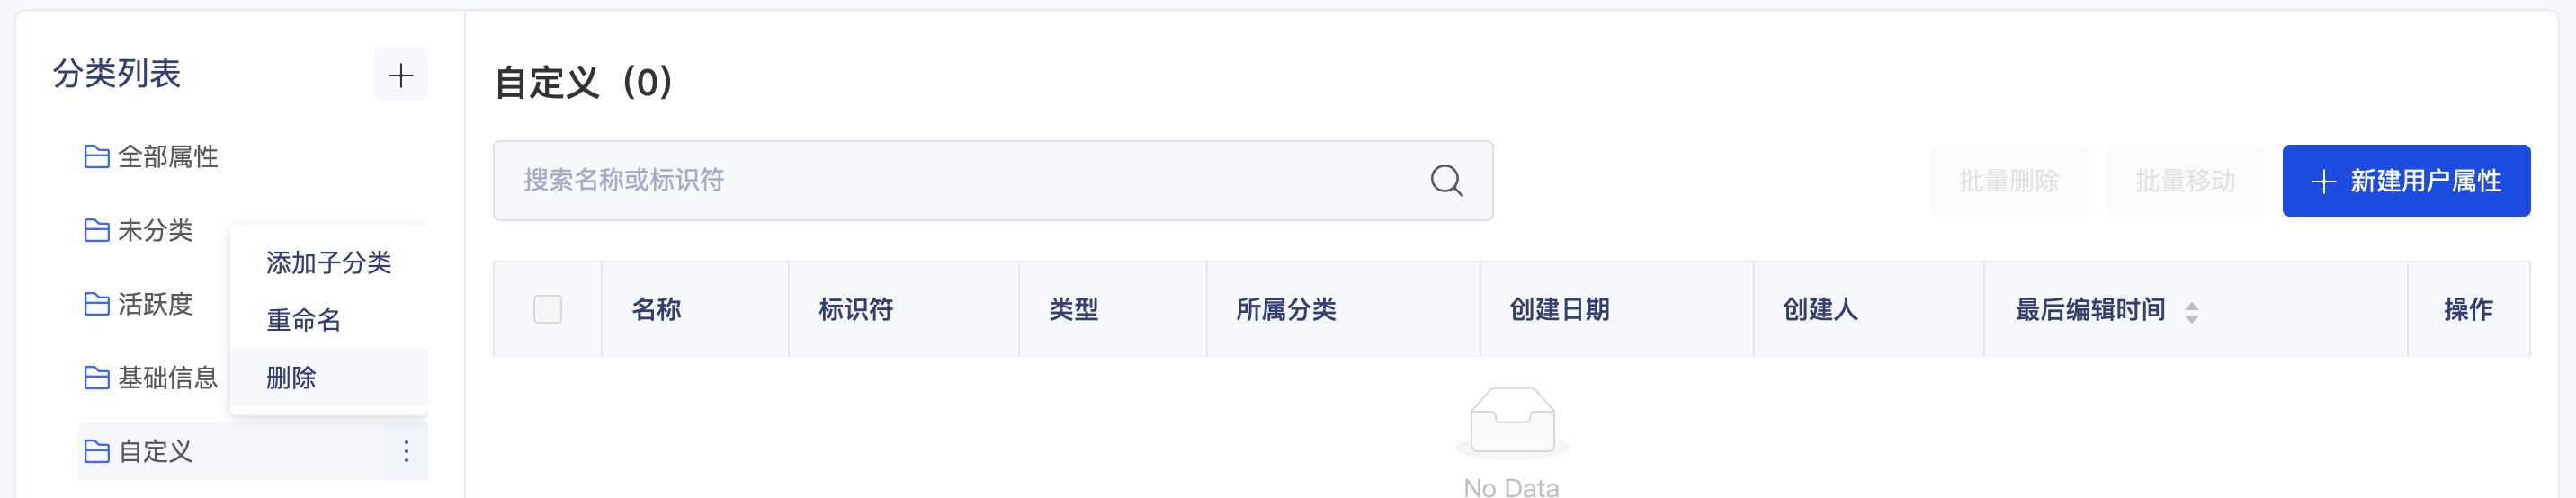 分类列表
全部属性
未分类
活跃度
基础信息
自定义
添加子分类
重命名
删除
自定义（0）
搜索名称或标识符
批量删除
批量移动
新建用户属性
名称 标识符 类型 所属分类 创建日期 创建人 最后编辑时间 操作
No Data